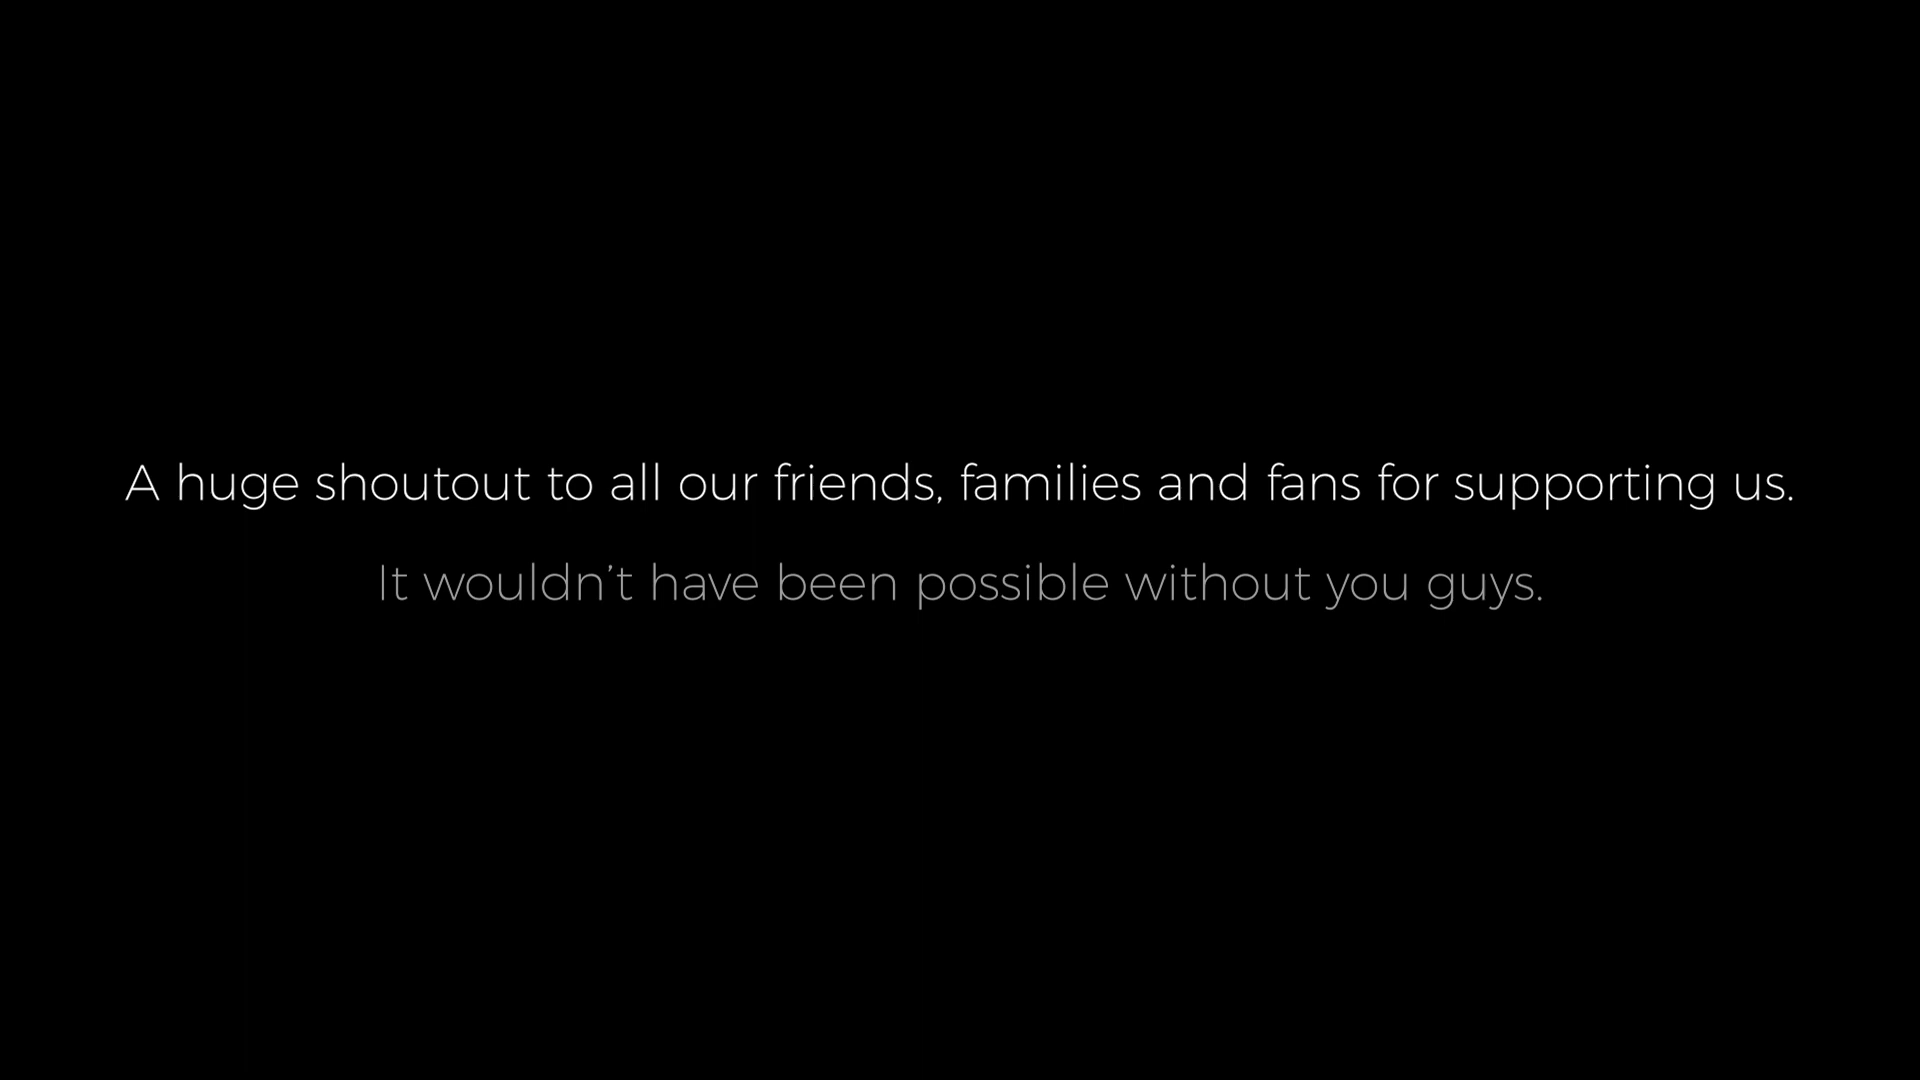 A huge shoutout to all our friends, families and fans for supporting us.
It wouldn’t have been possible without you guys.